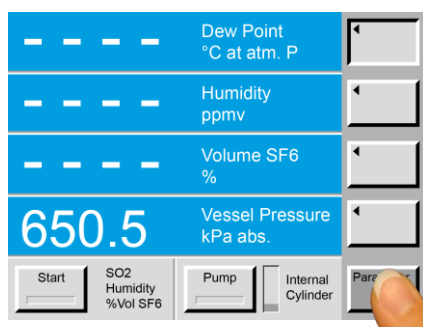 – – – – Dew Point
°C at atm. P
– – – – Humidity
ppmv
– – – – Volume SF6
%
650.5 Vessel Pressure
kPa abs.
Start
SO2
Humidity
%Vol SF6
Pump
Internal
Cylinder